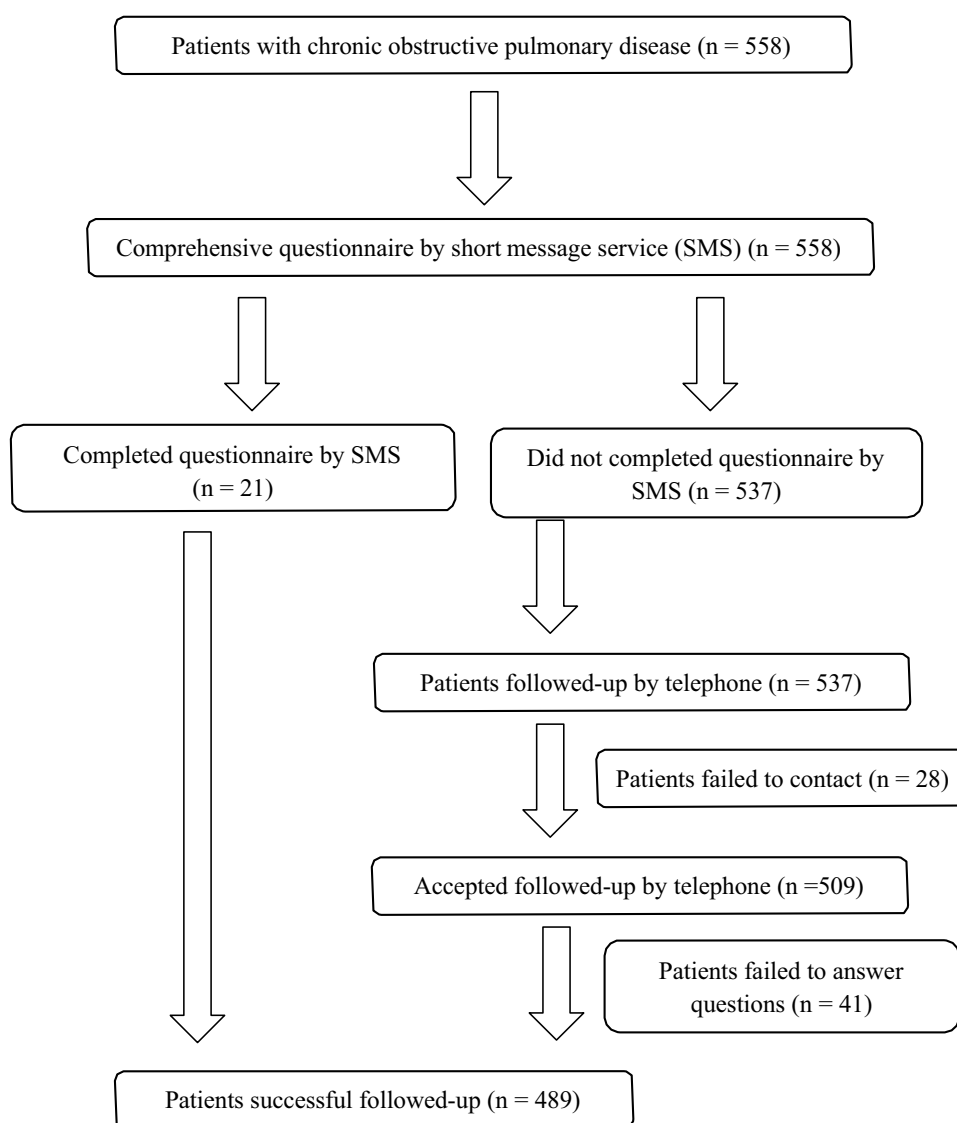 Patients with chronic obstructive pulmonary disease (n = 558)
Comprehensive questionnaire by short message service (SMS) (n = 558)
Completed questionnaire by SMS
(n = 21)
Did not completed questionnaire by
SMS (n = 537)
Patients followed-up by telephone (n = 537)
Patients failed to contact (n = 28)
Accepted followed-up by telephone (n =509)
Patients failed to answer
questions (n = 41)
Patients successful followed-up (n = 489)